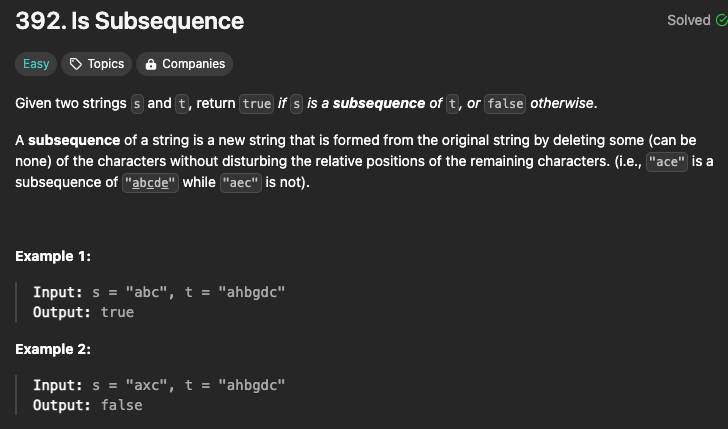 392. Is Subsequence
Solved
Easy Topics Companies
Given two strings s and t, return true if s is a subsequence of t, or false otherwise.
A subsequence of a string is a new string that is formed from the original string by deleting some (can be
none) of the characters without disturbing the relative positions of the remaining characters. (i.e., "ace" is a
subsequence of "abcde" while "aec" is not).
Example 1:
Input: s = "abc", t = "ahbgdc"
Output: true
Example 2:
Input: s = "axc", t = "ahbgdc"
Output: false